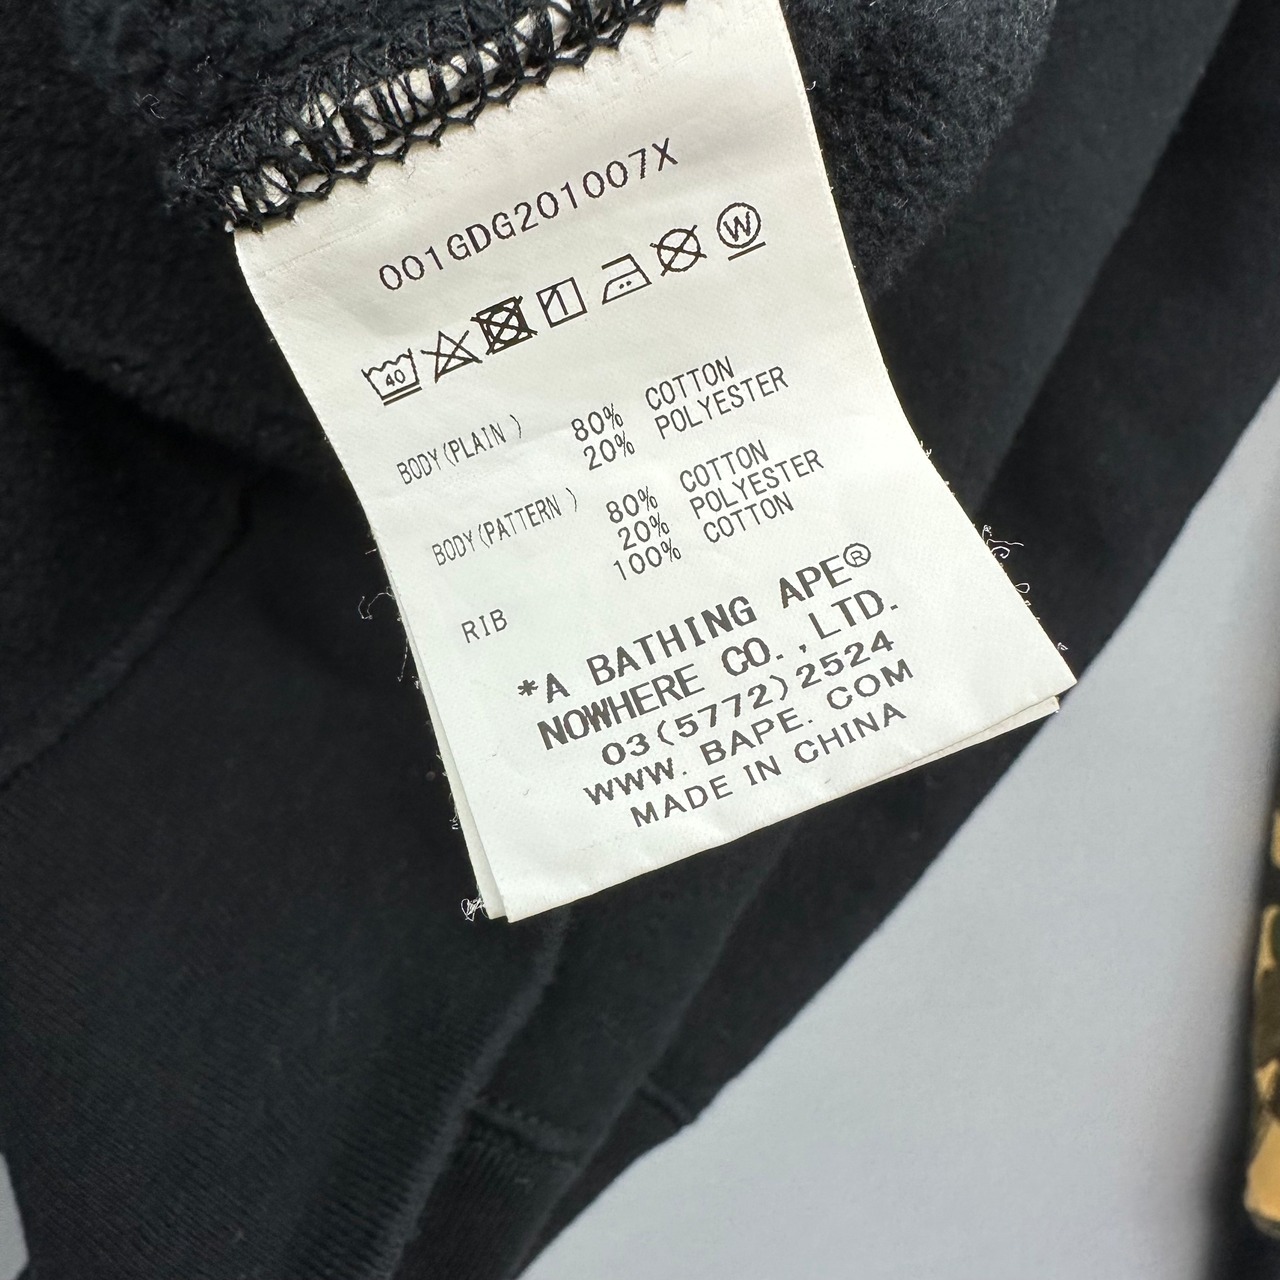 001GDG201007X
40 W
BODY(PLAIN ) 80% COTTON
20% POLYESTER
BODY(PATTERN ) 80% COTTON
20% POLYESTER
RIB 100% COTTON
*A BATHING APE®
NOWHERE CO., LTD.
03(5772)2524
WWW. BAPE. COM
MADE IN CHINA